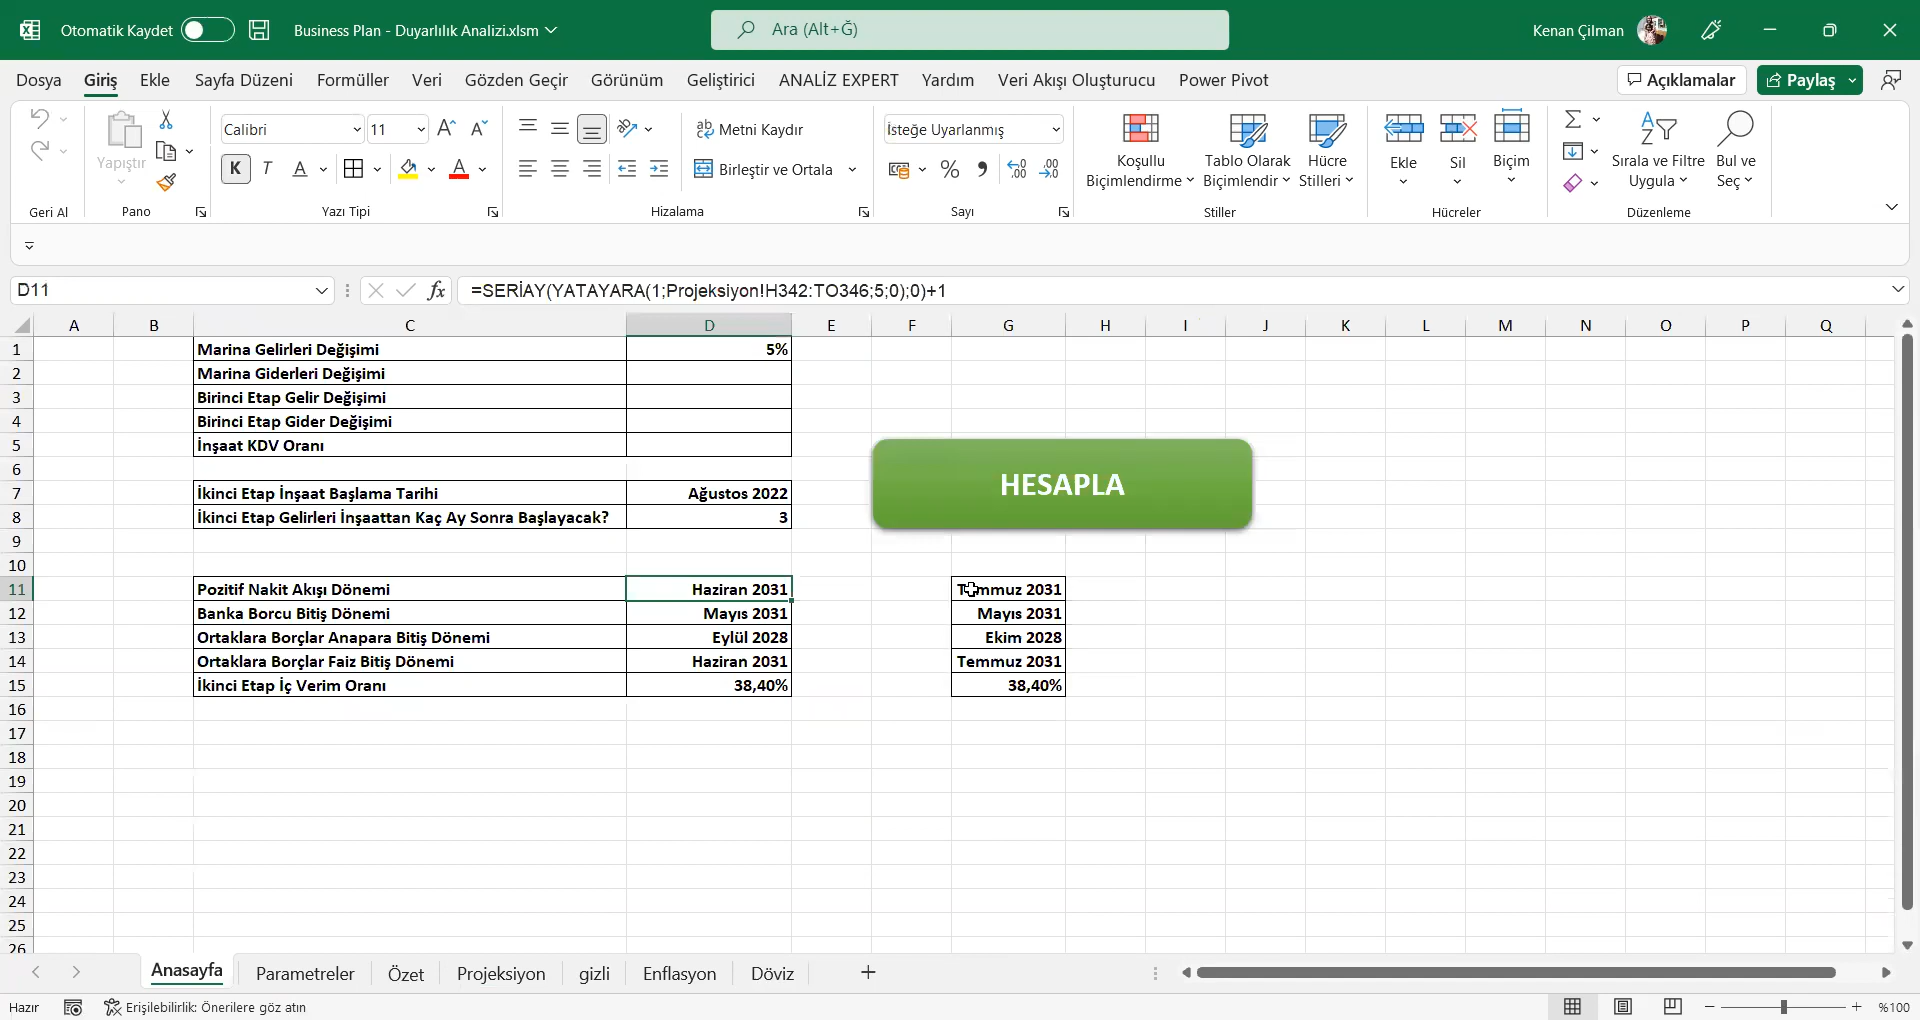 Otomatik Kaydet
Business Plan - Duyarlılık Analizi.xlsm
Ara (Alt+Ğ)
Kenan Çilman
Dosya Giriş Ekle Sayfa Düzeni Formüller Veri Gözden Geçir Görünüm Geliştirici ANALİZ EXPERT Yardım Veri Akışı Oluşturucu Power Pivot
Açıklamalar Paylaş
Yapıştır
Calibri 11
K T A A
Metni Kaydır
Birleştir ve Ortala
İsteğe Uyarlanmış
Koşullu Biçimlendirme
Tablo Olarak Biçimlendir
Hücre Stilleri
Ekle Sil Biçim
Sırala ve Filtre Uygula
Bul ve Seç
Geri Al Pano Yazı Tipi Hizalama Sayı Stiller Hücreler Düzenleme
D11 fx =SERİAY(YATAYARA(1;Projeksiyon!H342:TO346;5;0);0)+1
A B C D E F G H I J K L M N O P Q
1 Marina Gelirleri Değişimi 5%
2 Marina Giderleri Değişimi
3 Birinci Etap Gelir Değişimi
4 Birinci Etap Gider Değişimi
5 İnşaat KDV Oranı
HESAPLA
6
7 İkinci Etap İnşaat Başlama Tarihi Ağustos 2022
8 İkinci Etap Gelirleri İnşaattan Kaç Ay Sonra Başlayacak? 3
9
10
11 Pozitif Nakit Akışı Dönemi Haziran 2031 Temmuz 2031
12 Banka Borcu Bitiş Dönemi Mayıs 2031 Mayıs 2031
13 Ortaklara Borçlar Anapara Bitiş Dönemi Eylül 2028 Ekim 2028
14 Ortaklara Borçlar Faiz Bitiş Dönemi Haziran 2031 Temmuz 2031
15 İkinci Etap İç Verim Oranı 38,40% 38,40%
16
17
18
19
20
21
22
23
24
25
26
Anasayfa Parametreler Özet Projeksiyon gizli Enflasyon Döviz
Hazır Erişilebilirlik: Önerilere göz atın %100